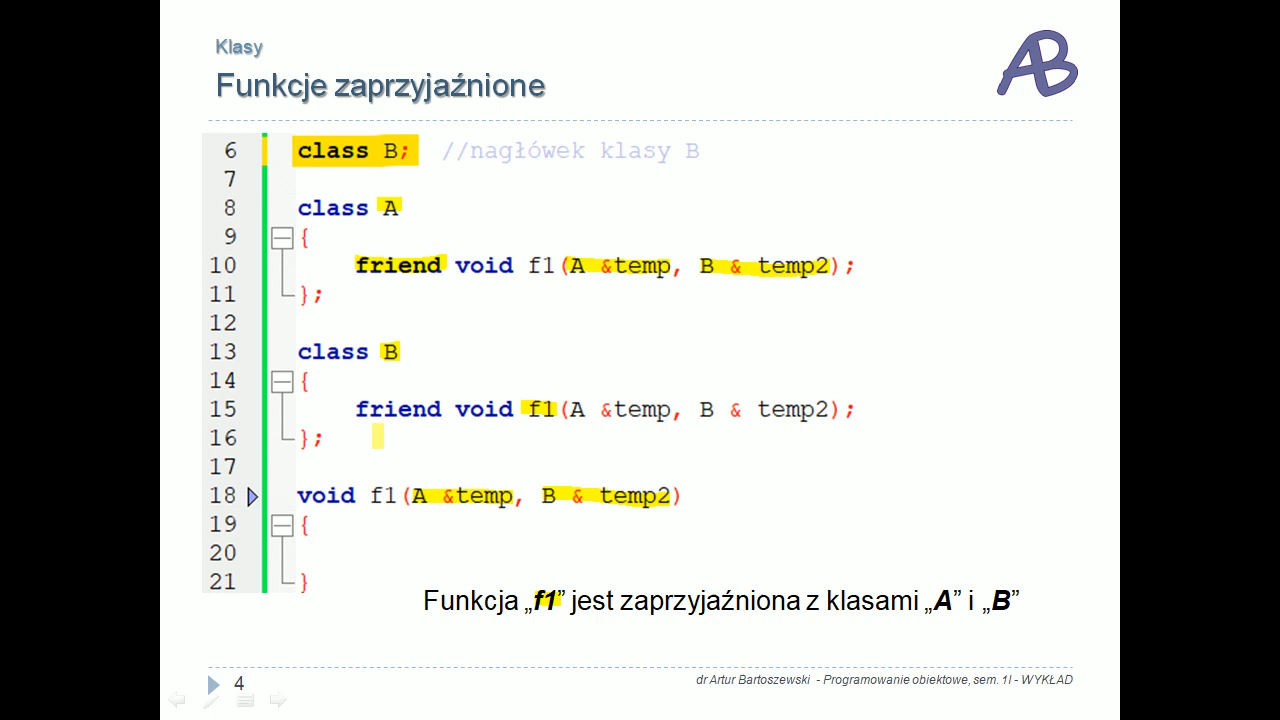 Klasy
Funkcje zaprzyjaźnione
AB
6 class B; //nagłówek klasy B
7
8 class A
9 {
10 friend void f1(A &temp, B & temp2);
11 };
12
13 class B
14 {
15 friend void f1(A &temp, B & temp2);
16 };
17
18 void f1(A &temp, B & temp2)
19 {
20
21 }
Funkcja „f1” jest zaprzyjaźniona z klasami „A” i „B”
4
dr Artur Bartoszewski - Programowanie obiektowe, sem. 1I - WYKŁAD